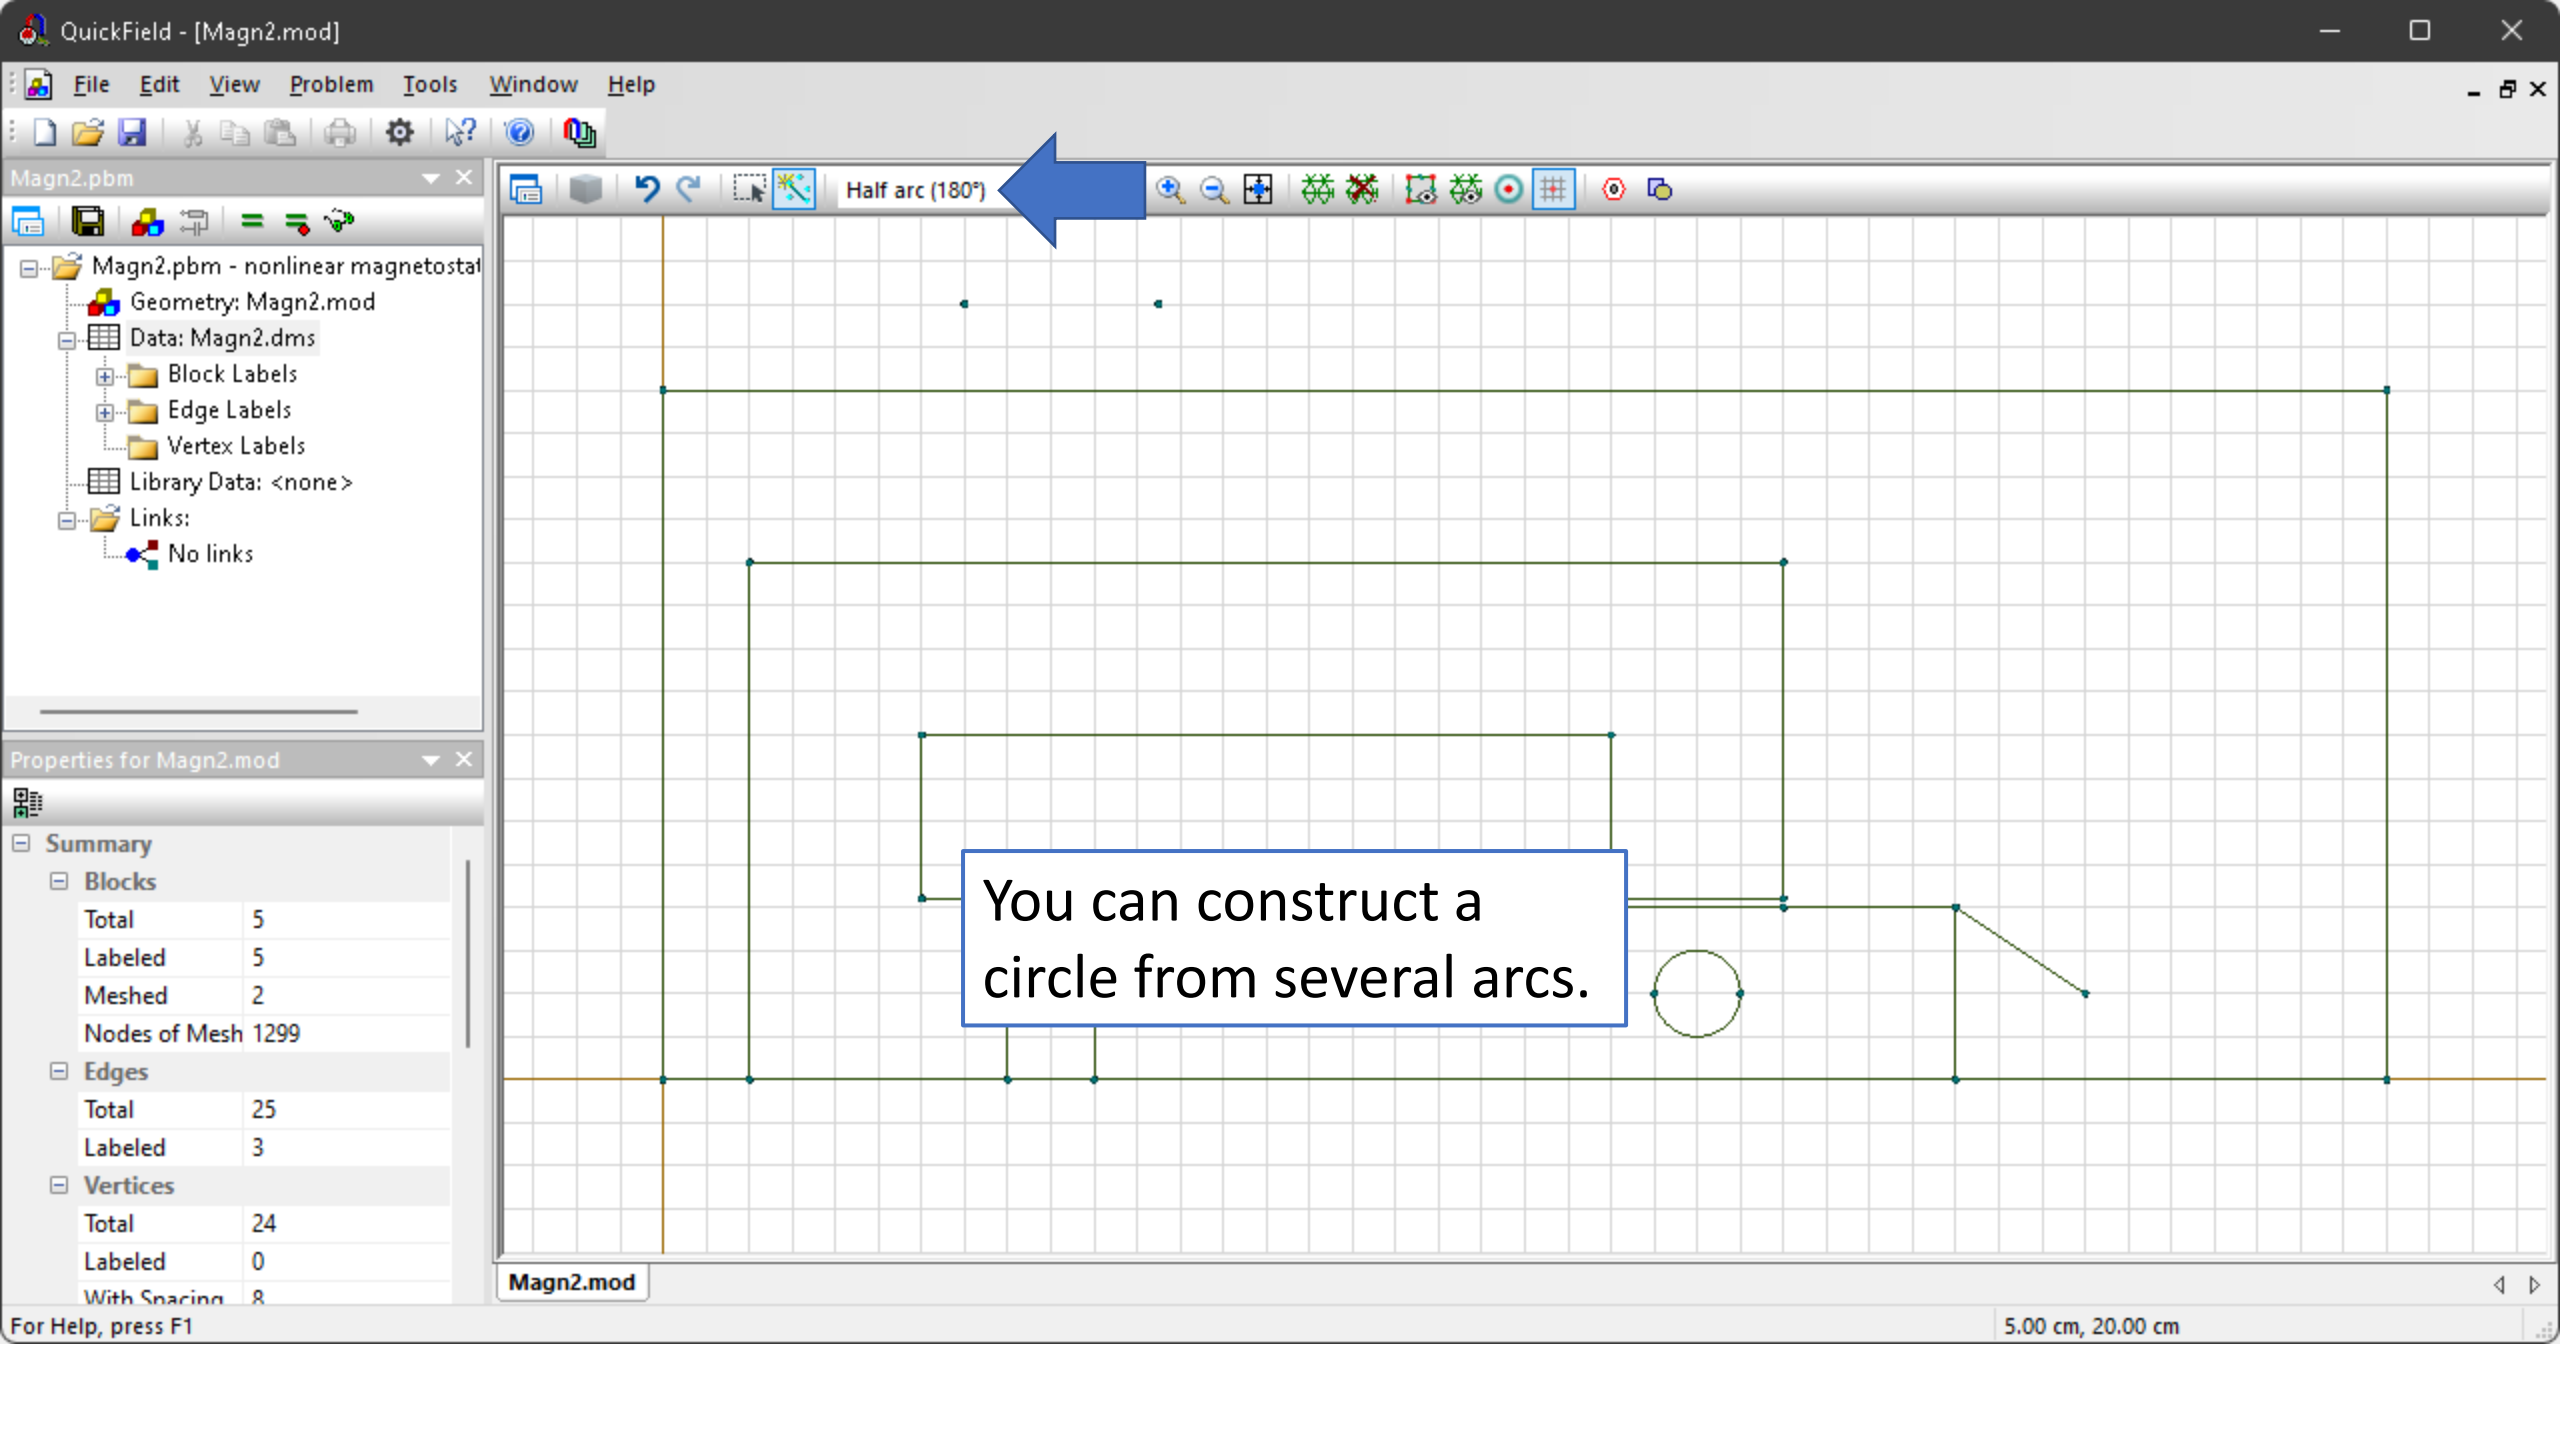 QuickField - [Magn2.mod]
File Edit View Problem Tools Window Help
Magn2.pbm
Half arc (180°)
Magn2.pbm - nonlinear magnetostat
Geometry: Magn2.mod
Data: Magn2.dms
Block Labels
Edge Labels
Vertex Labels
Library Data: <none>
Links:
No links
Properties for Magn2.mod
Summary
Blocks
Total 5
Labeled 5
Meshed 2
Nodes of Mesh 1299
Edges
Total 25
Labeled 3
Vertices
Total 24
Labeled 0
With Spacing 8
You can construct a
circle from several arcs.
Magn2.mod
For Help, press F1
5.00 cm, 20.00 cm